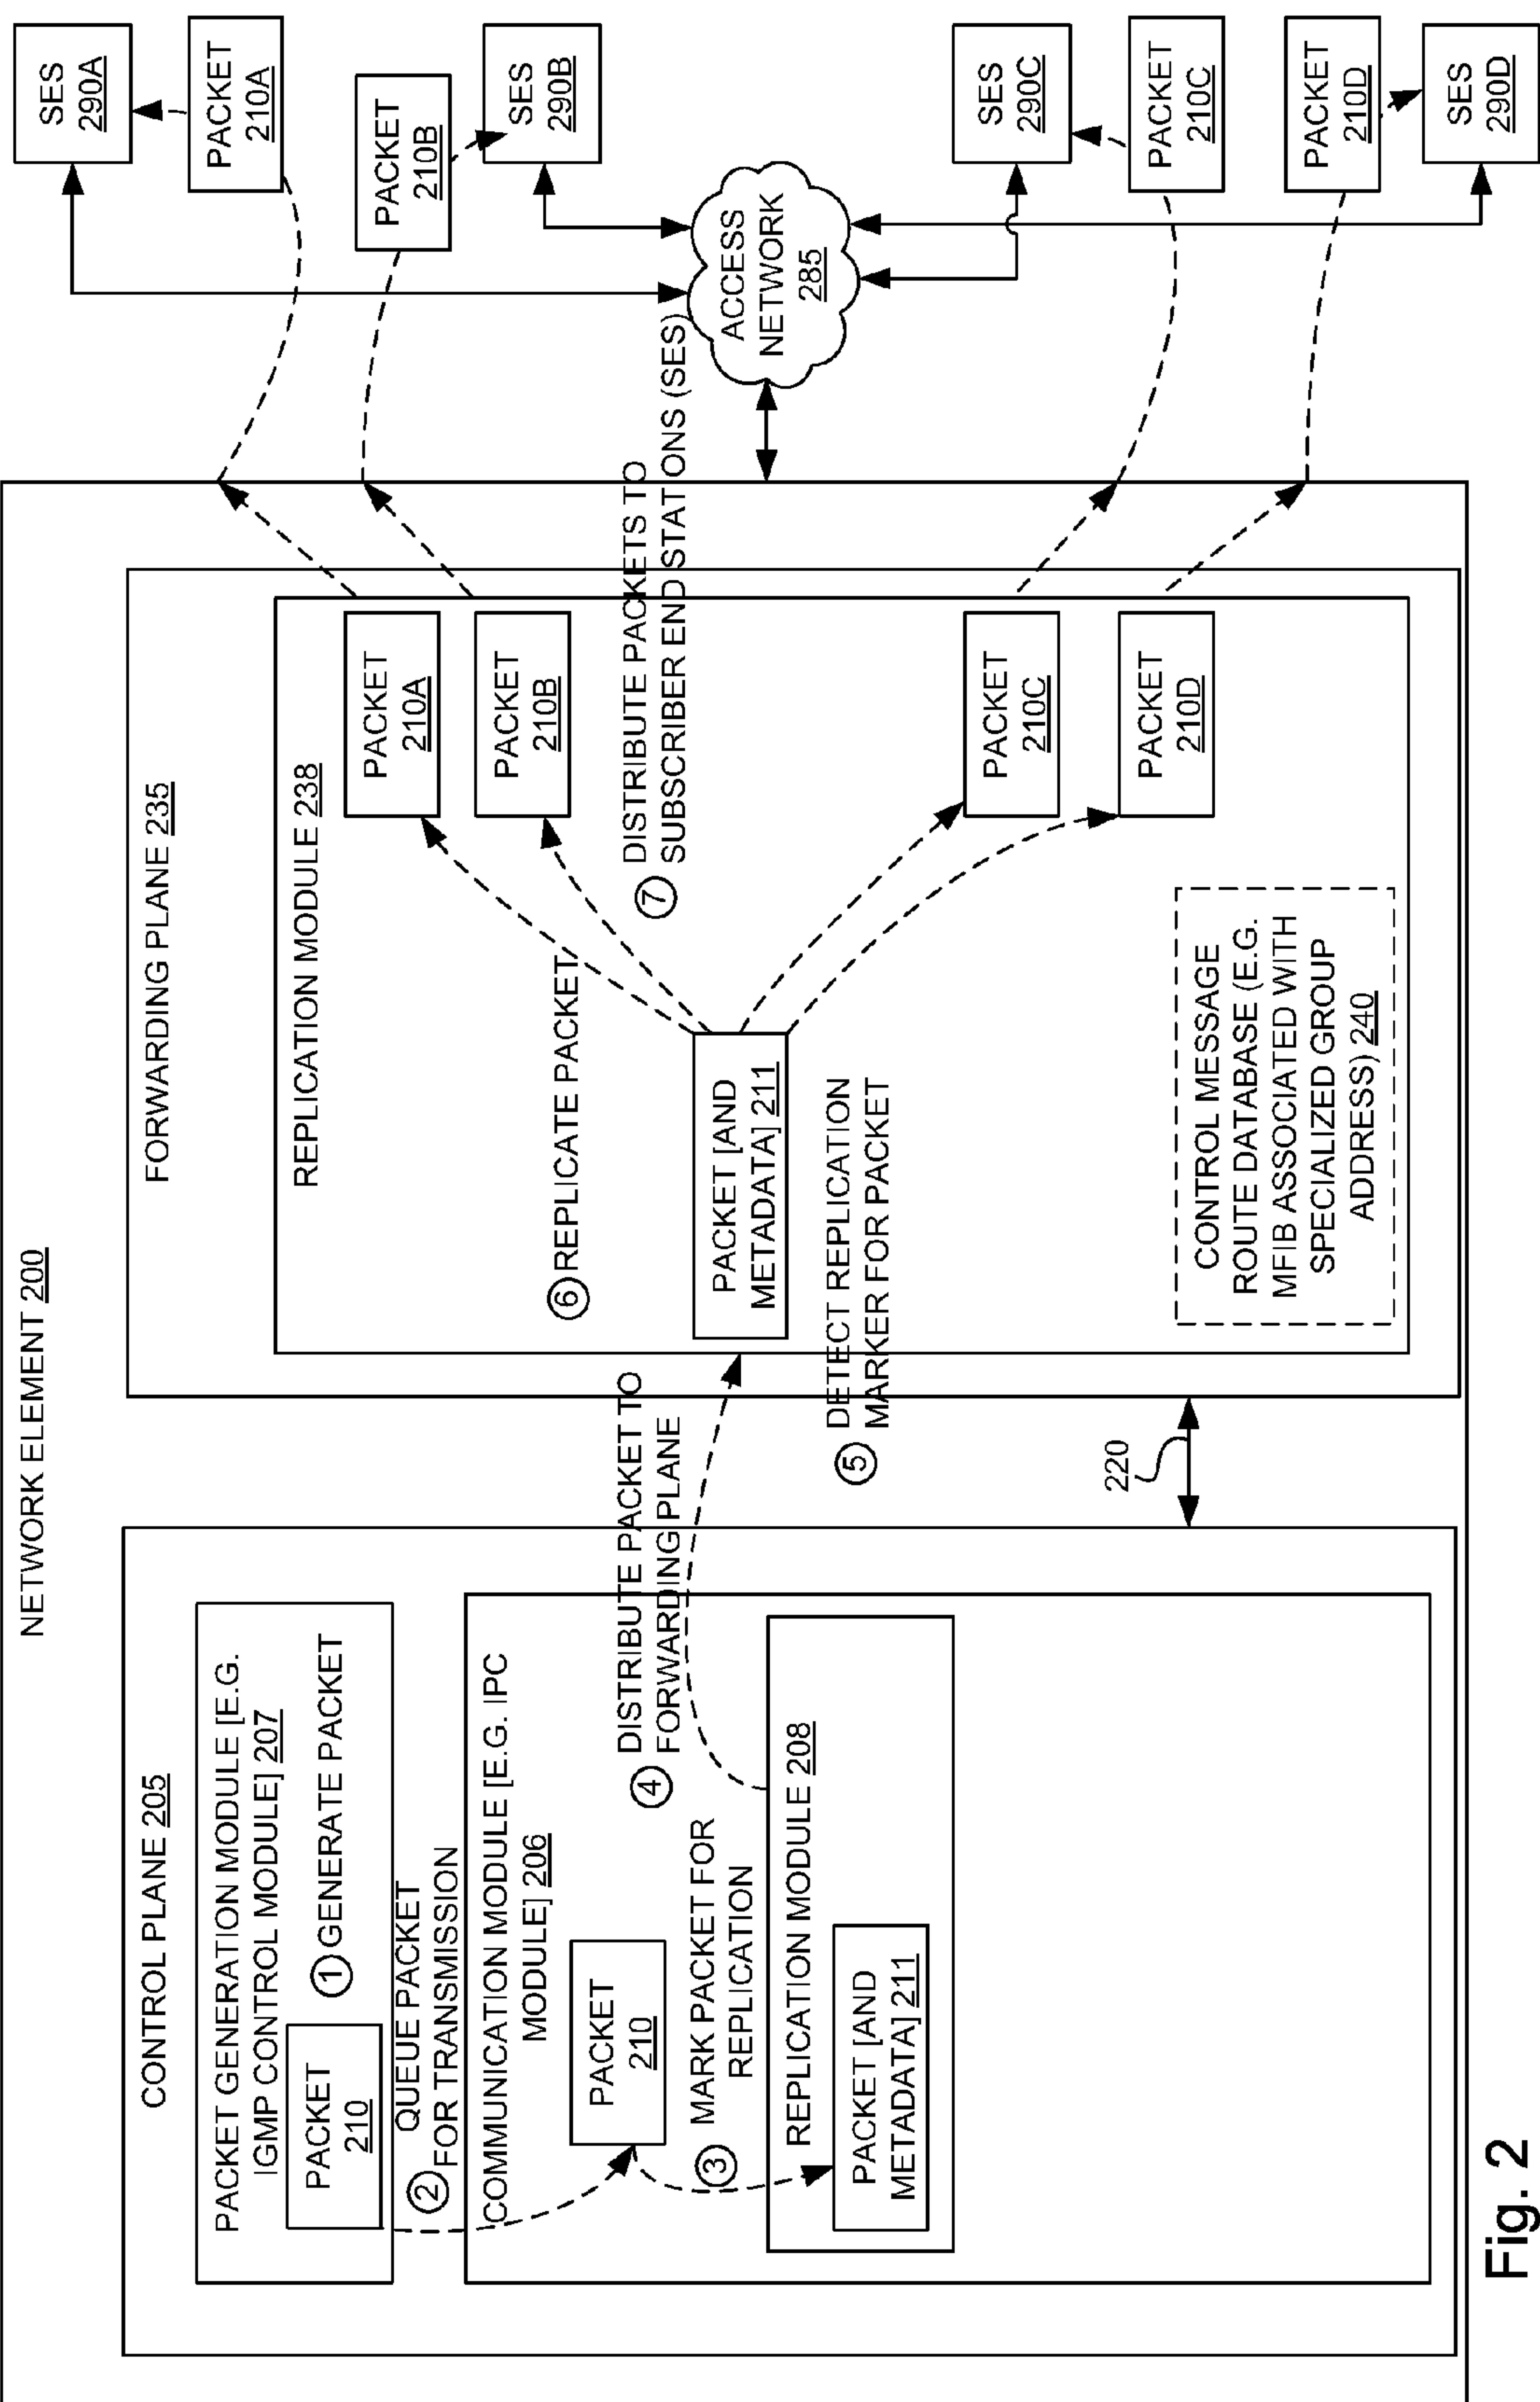 NETWORK ELEMENT 200
CONTROL PLANE 205
PACKET GENERATION MODULE [E.G.
IGMP CONTROL MODULE] 207
1 GENERATE PACKET
PACKET
210
QUEUE PACKET
2 FOR TRANSMISSION
COMMUNICATION MODULE [E.G. IPC
MODULE] 206
PACKET
210
3 MARK PACKET FOR
REPLICATION
REPLICATION MODULE 208
PACKET [AND
METADATA] 211
4 DISTRIBUTE PACKET TO
FORWARDING PLANE
220
FORWARDING PLANE 235
REPLICATION MODULE 238
5 DETECT REPLICATION
MARKER FOR PACKET
PACKET [AND
METADATA] 211
6 REPLICATE PACKET
PACKET
210A
PACKET
210B
PACKET
210C
PACKET
210D
CONTROL MESSAGE
ROUTE DATABASE (E.G.
MFIB ASSOCIATED WITH
SPECIALIZED GROUP
ADDRESS) 240
7 DISTRIBUTE PACKETS TO
SUBSCRIBER END STAT ONS (SES)
ACCESS
NETWORK
285
SES
290A
PACKET
210A
PACKET
210B
SES
290B
SES
290C
PACKET
210C
PACKET
210D
SES
290D
Fig. 2